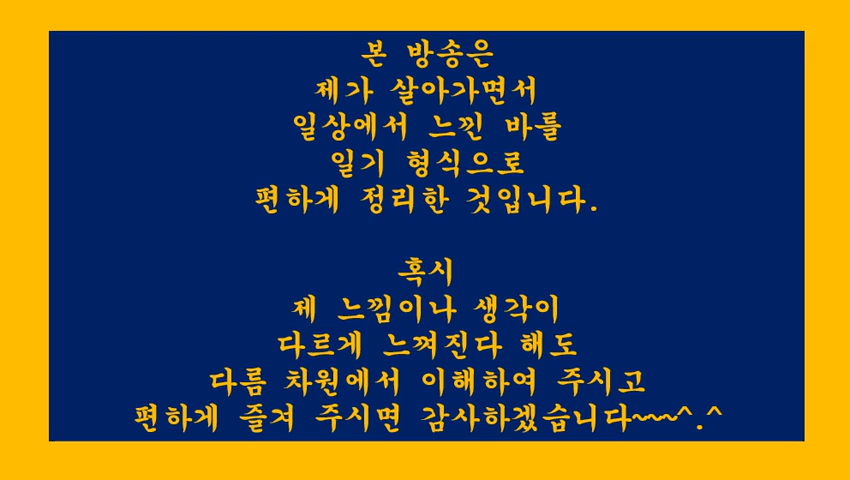 본 방송은
제가 살아가면서
일상에서 느낀 바를
일기 형식으로
편하게 정리한 것입니다.
혹시
제 느낌이나 생각이
다르게 느껴진다 해도
다름 차원에서 이해하여 주시고
편하게 즐겨 주시면 감사하겠습니다~~~^.^